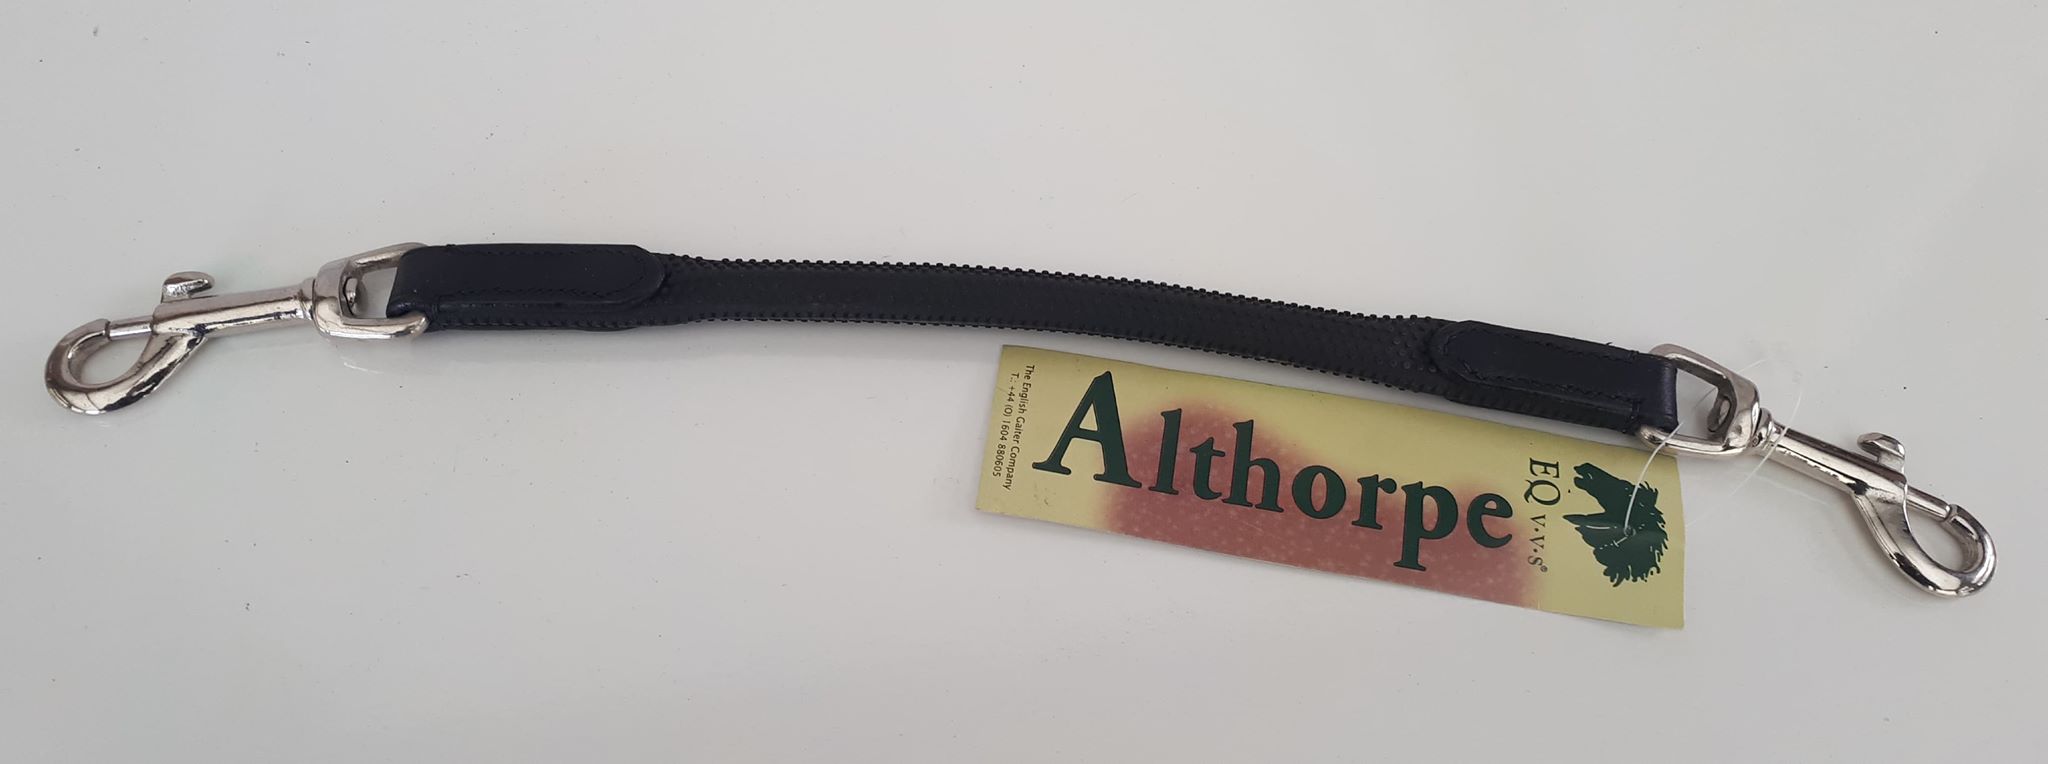 Althorpe
EQ v.v.s®
The English Gaiter Company
T.: +44 (0) 1604 880605